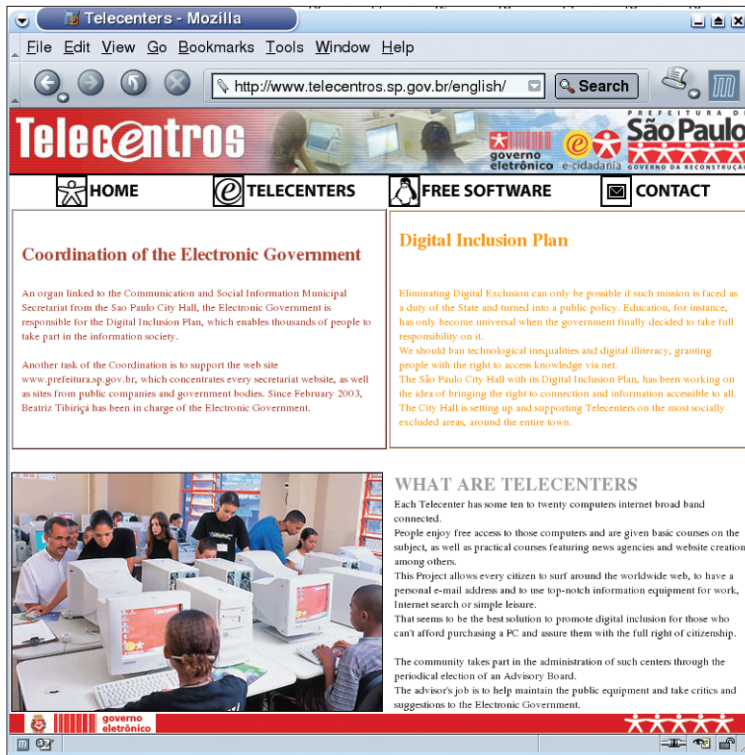 Telecenters - Mozilla
File Edit View Go Bookmarks Tools Window Help
http://www.telecentros.sp.gov.br/english/ Search
Telecentros
governo eletrônico
e-cidadania
PREFEITURA DE
São Paulo
GOVERNO DA RECONSTRUÇÃO
HOME TELECENTERS FREE SOFTWARE CONTACT
Coordination of the Electronic Government
An organ linked to the Communication and Social Information Municipal
Secretariat from the Sao Paulo City Hall, the Electronic Government is
responsible for the Digital Inclusion Plan, which enables thousands of people to
take part in the information society.
Another task of the Coordination is to support the web site
www.prefeitura.sp.gov.br, which concentrates every secretariat website, as well
as sites from public companies and government bodies. Since February 2003,
Beatriz Tibiriçá has been in charge of the Electronic Government.
Digital Inclusion Plan
Eliminating Digital Exclusion can only be possible if such mission is faced as
a duty of the State and turned into a public policy. Education, for instance,
has only become universal when the government finally decided to take full
responsibility on it.
We should ban technological inequalities and digital illiteracy, granting
people with the right to access knowledge via net.
The São Paulo City Hall with its Digital Inclusion Plan, has been working on
the idea of bringing the right to connection and information accessible to all.
The City Hall is setting up and supporting Telecenters on the most socially
excluded areas, around the entire town.
WHAT ARE TELECENTERS
Each Telecenter has some ten to twenty computers internet broad band
connected.
People enjoy free access to those computers and are given basic courses on the
subject, as well as practical courses featuring news agencies and website creation
among others.
This Project allows every citizen to surf around the worldwide web, to have a
personal e-mail address and to use top-notch information equipment for work,
Internet search or simple leisure.
That seems to be the best solution to promote digital inclusion for those who
can't afford purchasing a PC and assure them with the full right of citizenship.
The community takes part in the administration of such centers through the
periodical election of an Advisory Board.
The advisor's job is to help maintain the public equipment and take critics and
suggestions to the Electronic Government.
governo
eletrônico